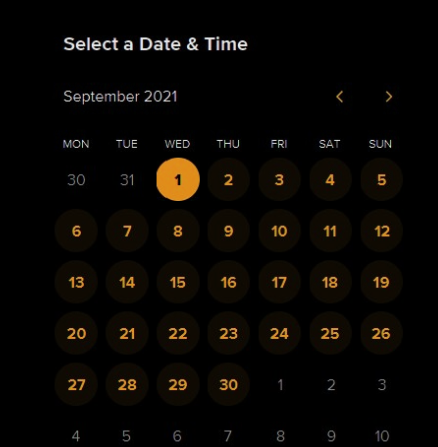 Select a Date & Time
September 2021
MON TUE WED THU FRI SAT SUN
30 31 1 2 3 4 5
6 7 8 9 10 11 12
13 14 15 16 17 18 19
20 21 22 23 24 25 26
27 28 29 30 1 2 3
4 5 6 7 8 9 10